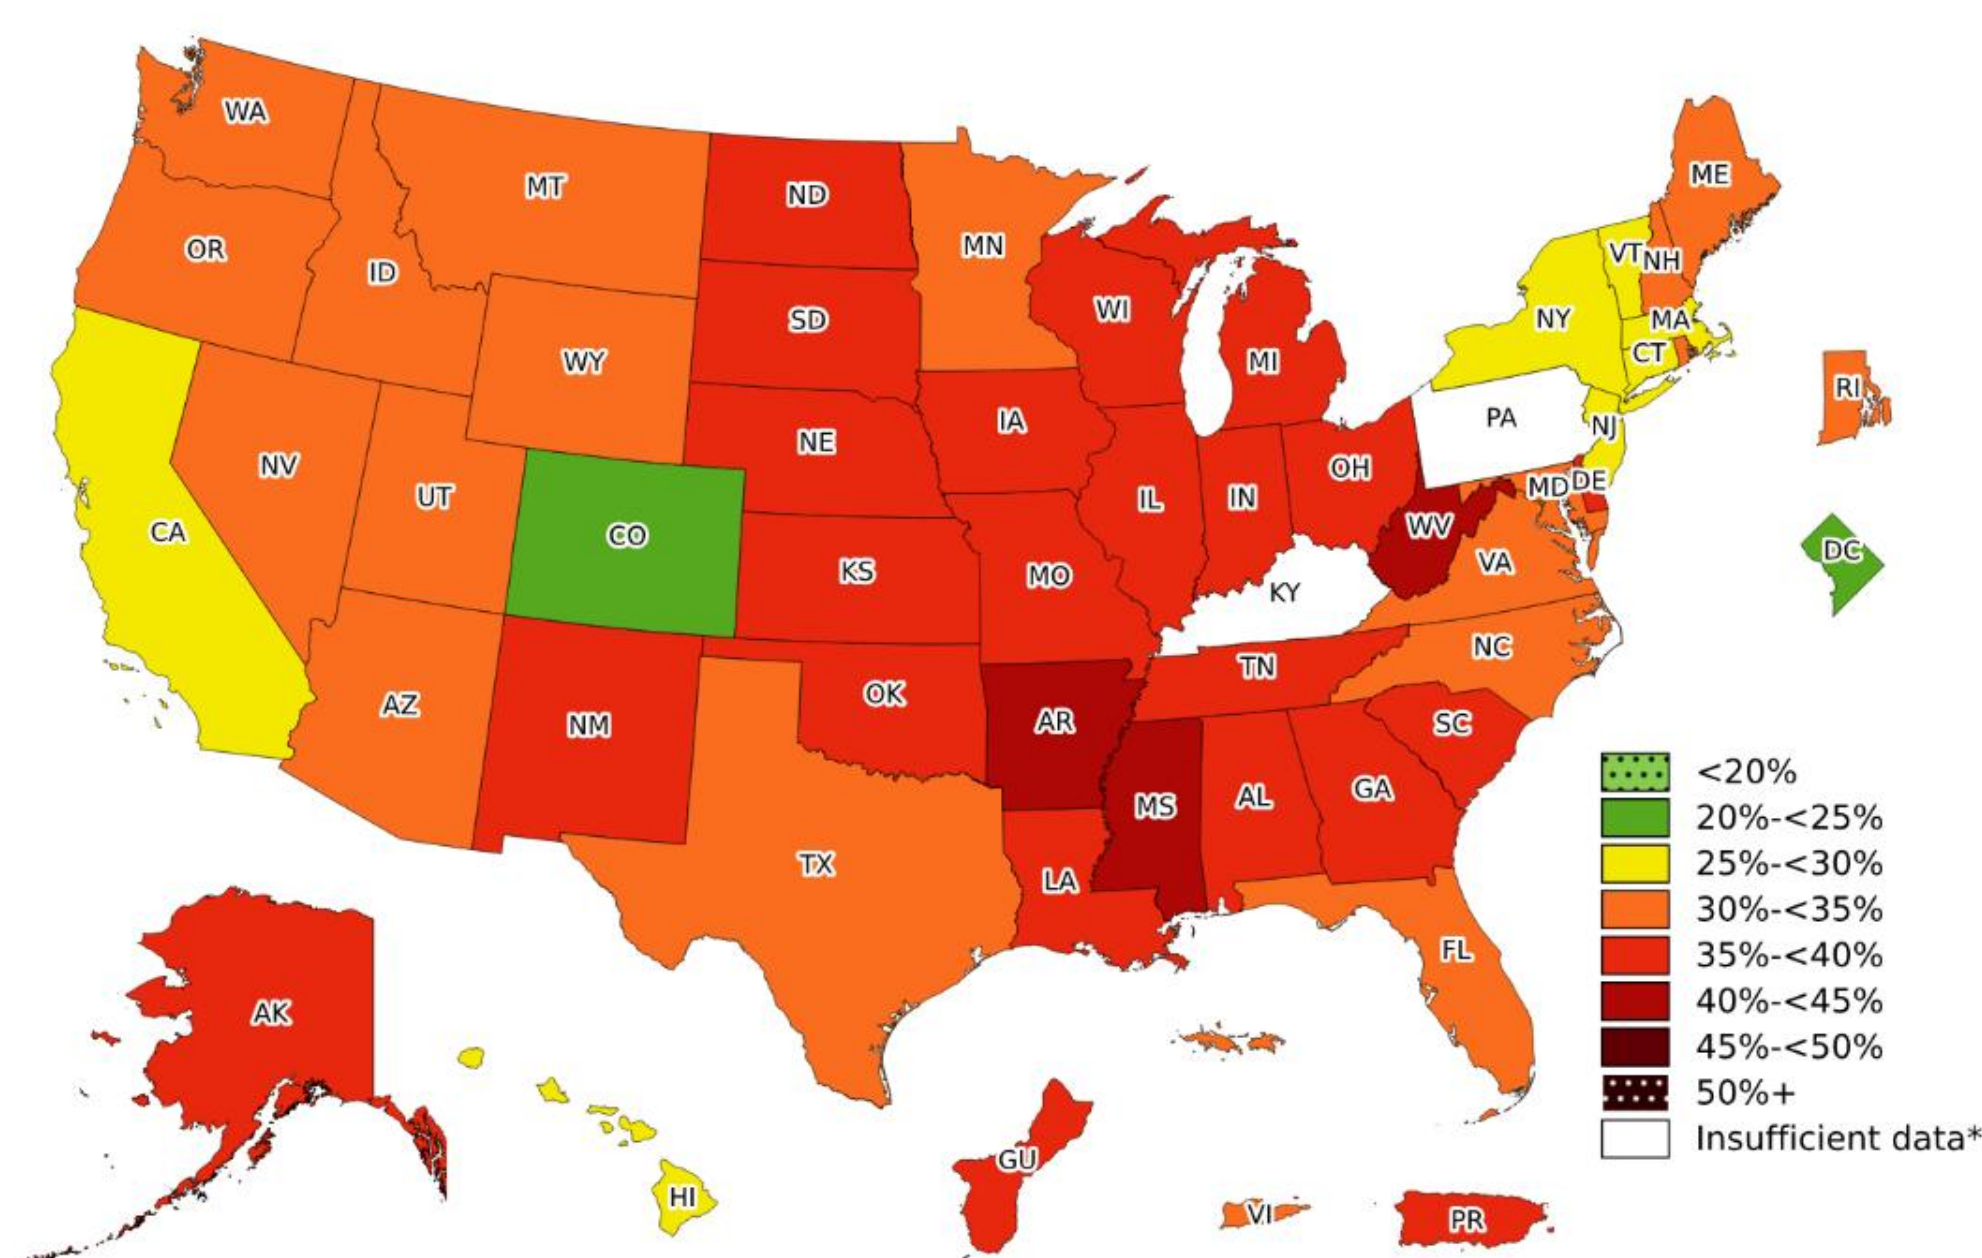 WA
MT
ND
MN
ME
OR
ID
SD
WI
VT
NH
WY
MI
NY
MA
CT
RI
NE
IA
PA
NJ
NV
UT
CO
IL
IN
OH
MD
DE
CA
KS
MO
WV
VA
DC
KY
AZ
NM
OK
TN
NC
AR
SC
TX
MS
AL
GA
LA
FL
AK
HI
GU
VI
PR
<20%
20%-<25%
25%-<30%
30%-<35%
35%-<40%
40%-<45%
45%-<50%
50%+
Insufficient data*